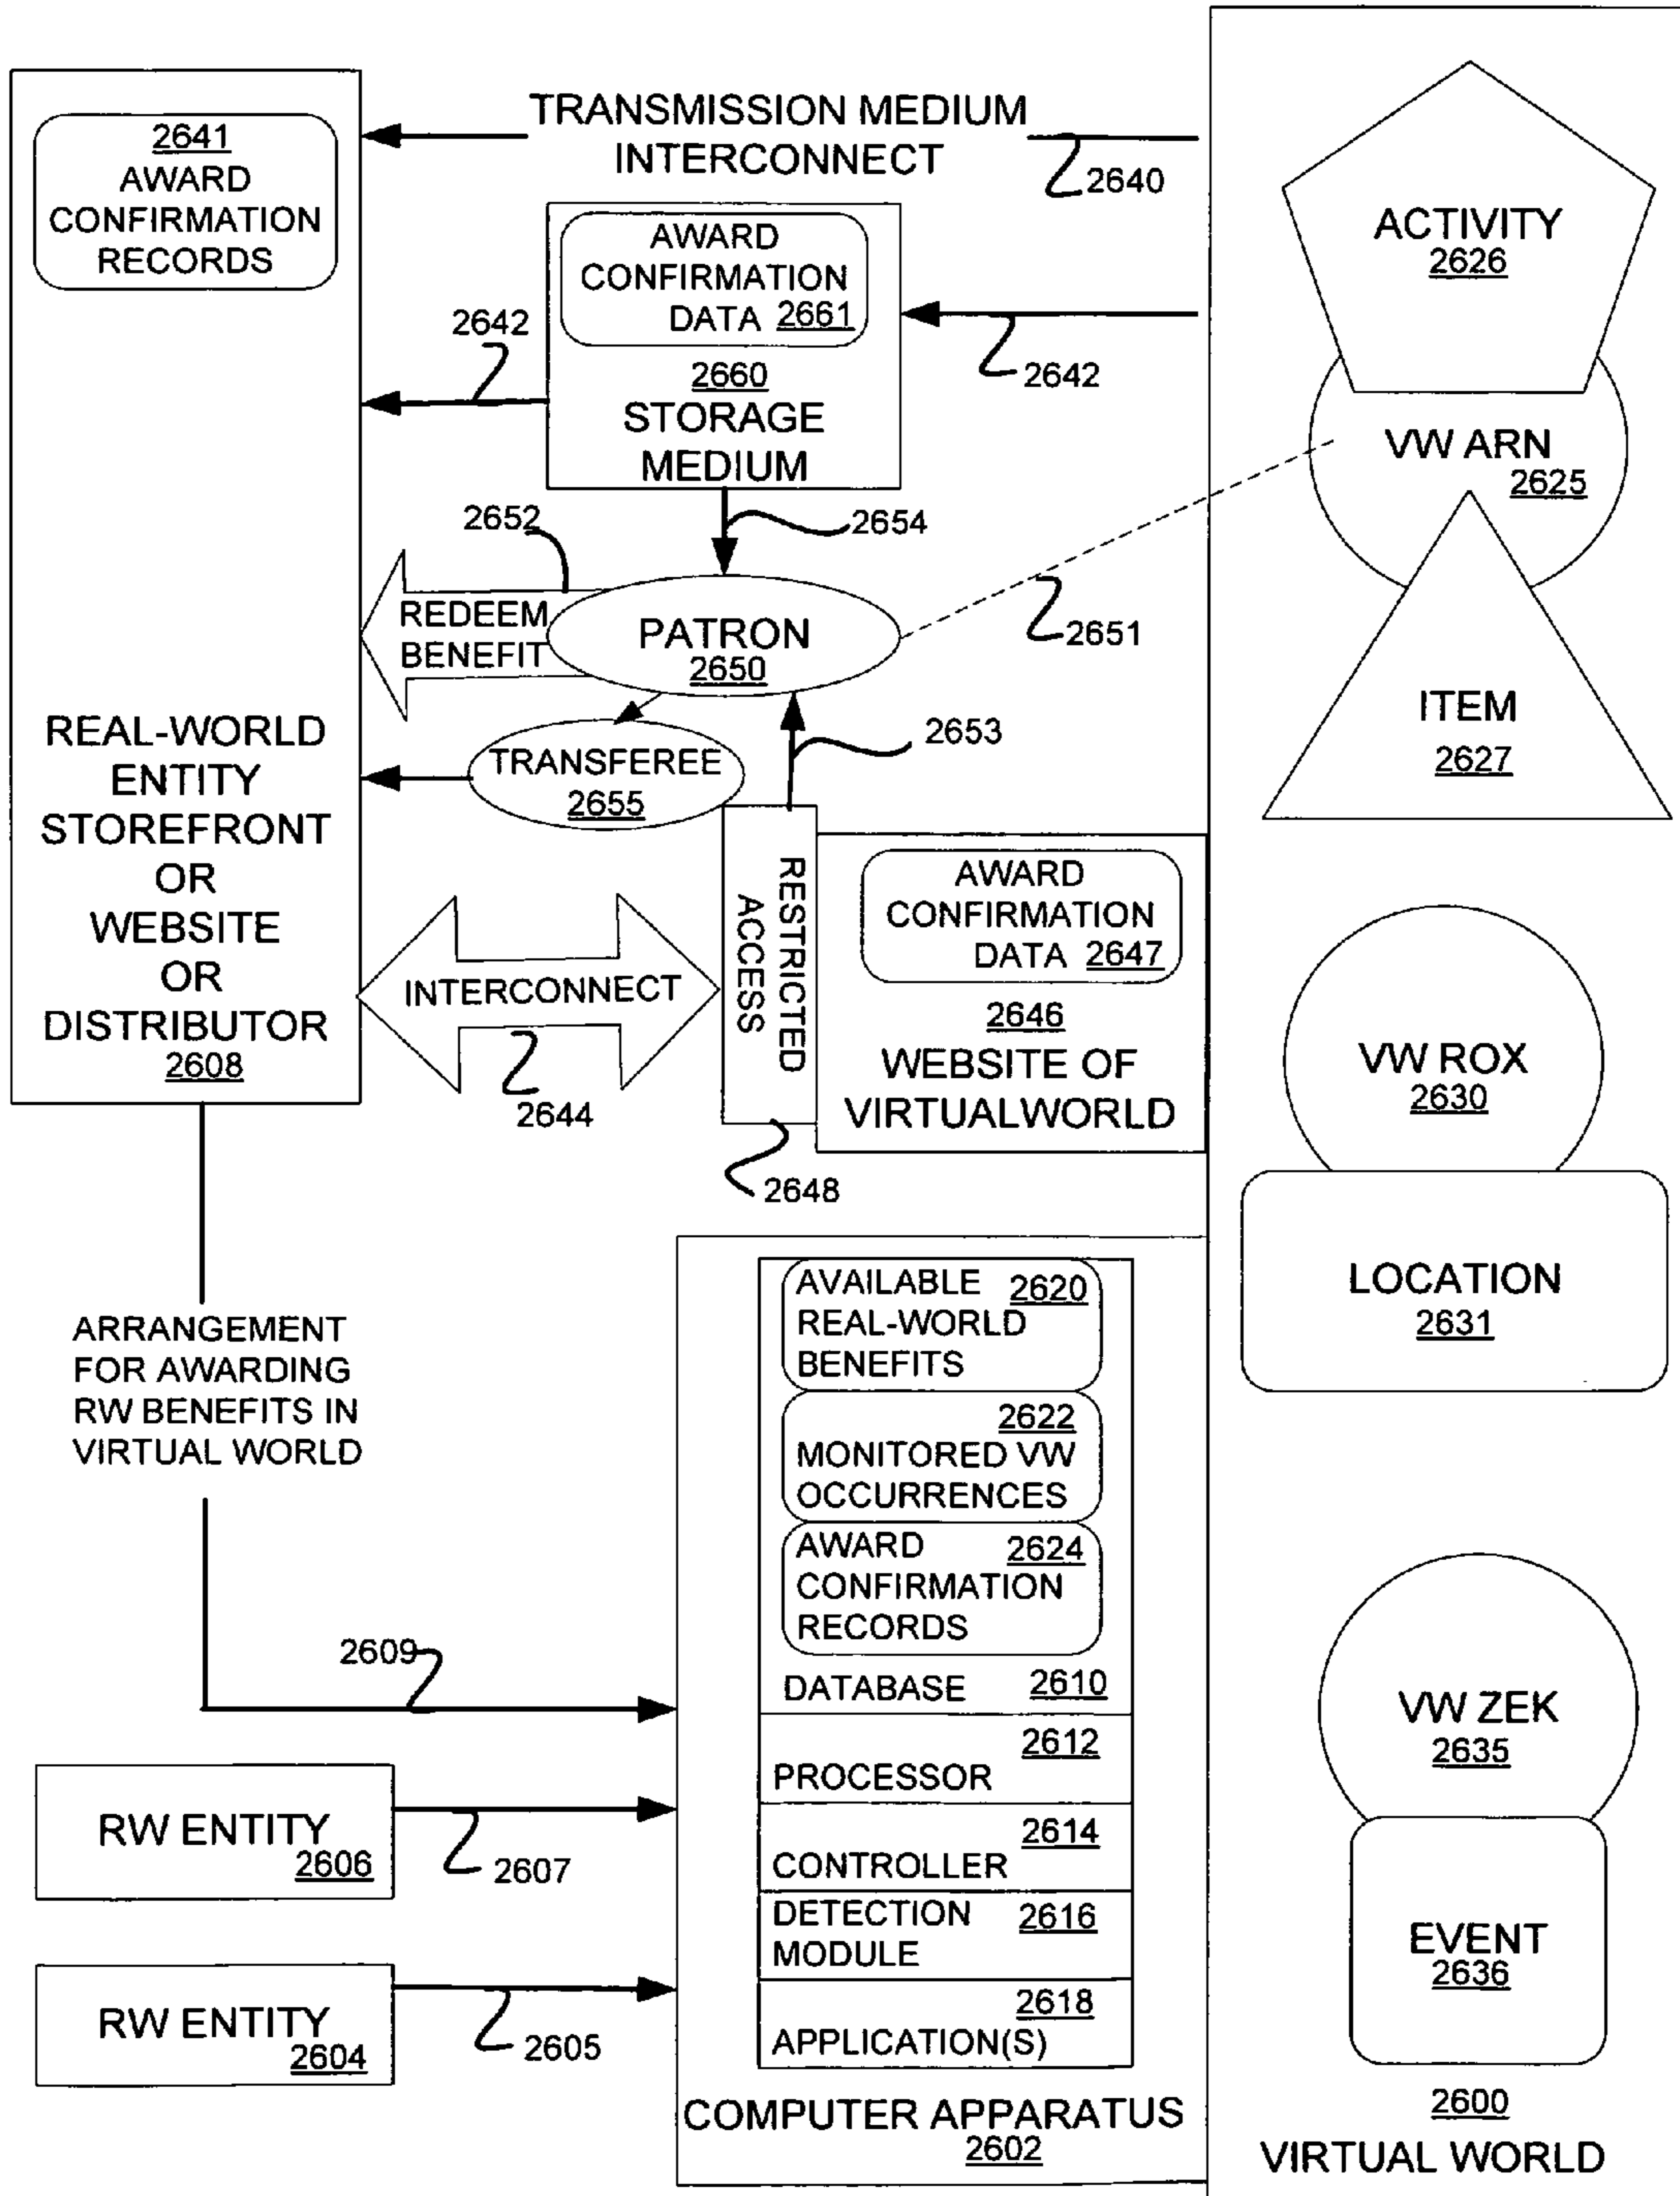 TRANSMISSION MEDIUM
INTERCONNECT
2640
2641
AWARD
CONFIRMATION
RECORDS
AWARD
CONFIRMATION
DATA 2661
2660
STORAGE
MEDIUM
2642
2642
2654
2652
REDEEM
BENEFIT
PATRON
2650
2651
2653
TRANSFEREE
2655
REAL-WORLD
ENTITY
STOREFRONT
OR
WEBSITE
OR
DISTRIBUTOR
2608
INTERCONNECT
2644
RESTRICTED
ACCESS
2648
AWARD
CONFIRMATION
DATA 2647
2646
WEBSITE OF
VIRTUALWORLD
ACTIVITY
2626
VW ARN
2625
ITEM
2627
VW ROX
2630
LOCATION
2631
VW ZEK
2635
EVENT
2636
2600
VIRTUAL WORLD
ARRANGEMENT
FOR AWARDING
RW BENEFITS IN
VIRTUAL WORLD
2609
RW ENTITY
2606
2607
RW ENTITY
2604
2605
AVAILABLE 2620
REAL-WORLD
BENEFITS
2622
MONITORED VW
OCCURRENCES
AWARD 2624
CONFIRMATION
RECORDS
DATABASE 2610
2612
PROCESSOR
2614
CONTROLLER
DETECTION 2616
MODULE
2618
APPLICATION(S)
COMPUTER APPARATUS
2602